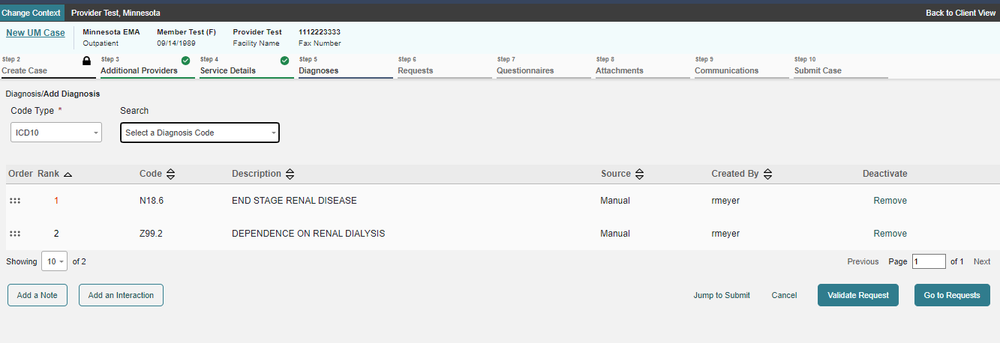 Change Context Provider Test, Minnesota Back to Client View
New UM Case Minnesota EMA Member Test (F) Provider Test 1112223333
Outpatient 09/14/1989 Facility Name Fax Number
Step 2 Step 3 Step 4 Step 5 Step 6 Step 7 Step 8 Step 9 Step 10
Create Case Additional Providers Service Details Diagnoses Requests Questionnaires Attachments Communications Submit Case
Diagnosis/Add Diagnosis
Code Type * Search
ICD10 Select a Diagnosis Code
Order Rank Code Description Source Created By Deactivate
1 N18.6 END STAGE RENAL DISEASE Manual rmeyer Remove
2 Z99.2 DEPENDENCE ON RENAL DIALYSIS Manual rmeyer Remove
Showing 10 of 2 Previous Page 1 of 1 Next
Add a Note Add an Interaction Jump to Submit Cancel Validate Request Go to Requests